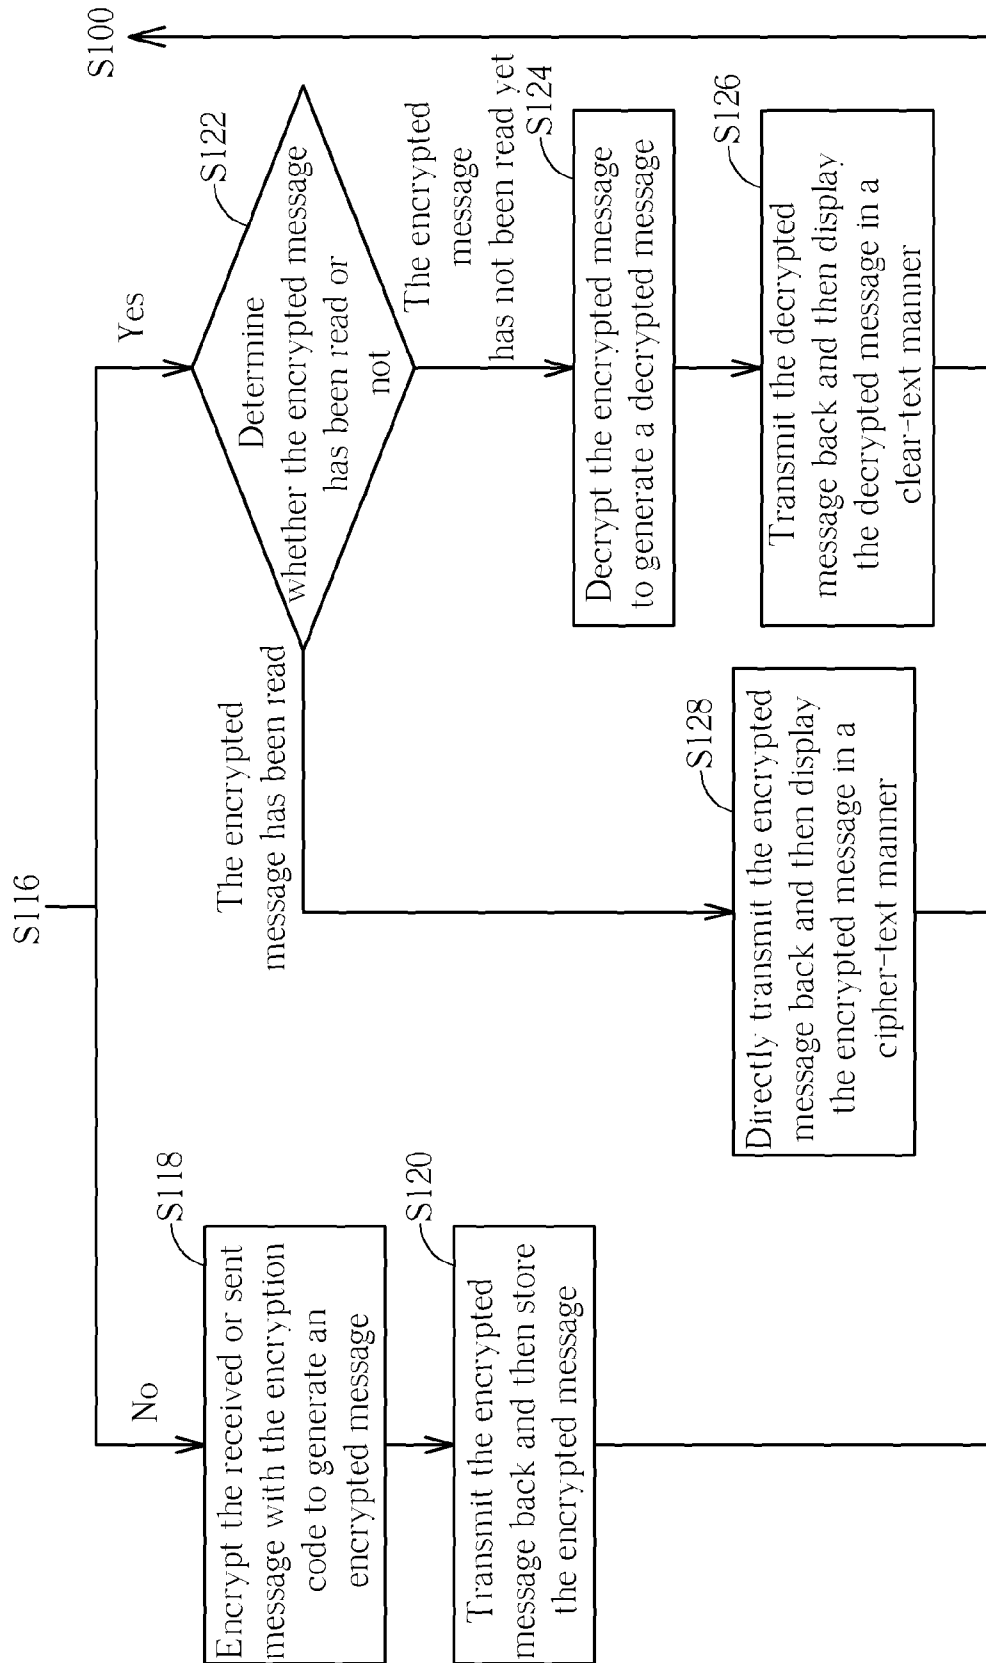 S116
No
S118
Encrypt the received or sent
message with the encryption
code to generate an
encrypted message
S120
Transmit the encrypted
message back and then store
the encrypted message
Yes
S122
Determine
whether the encrypted message
has been read or
not
The encrypted
message has been read
S128
Directly transmit the encrypted
message back and then display
the encrypted message in a
cipher-text manner
The encrypted
message
has not been read yet
S124
Decrypt the encrypted message
to generate a decrypted message
S126
Transmit the decrypted
message back and then display
the decrypted message in a
clear-text manner
S100